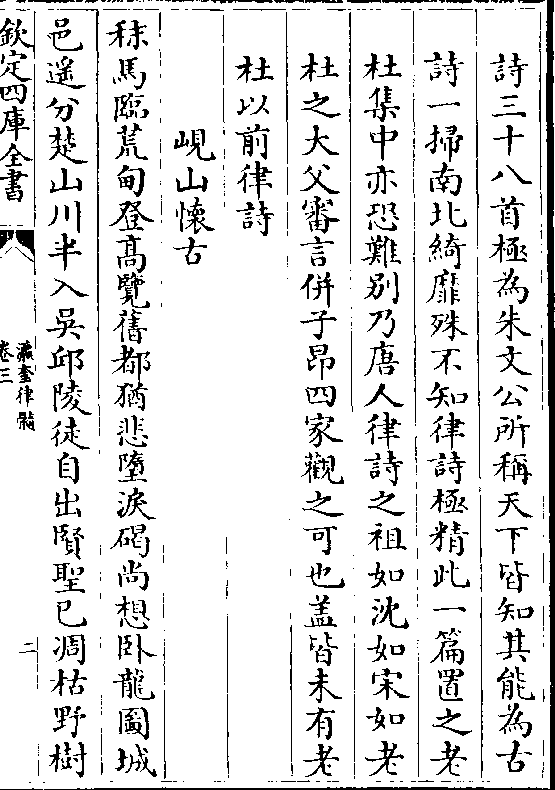 詩三十八首極為朱文公所稱天下皆知其能為古
詩一掃南北綺靡殊不知律詩極精此一篇置之老
杜集中亦恐難别乃唐人律詩之祖如沈如宋如老
杜之大父審言併子昂四家觀之可也盖皆未有老
杜以前律詩
峴山懷古
秣馬臨荒甸登髙覽舊都猶悲墮淚碣尚想卧龍圖城
邑遥分楚山川半入吳邱陵徒自出賢聖已凋枯野樹
欽定四庫全書
瀛奎律髓
卷三
二